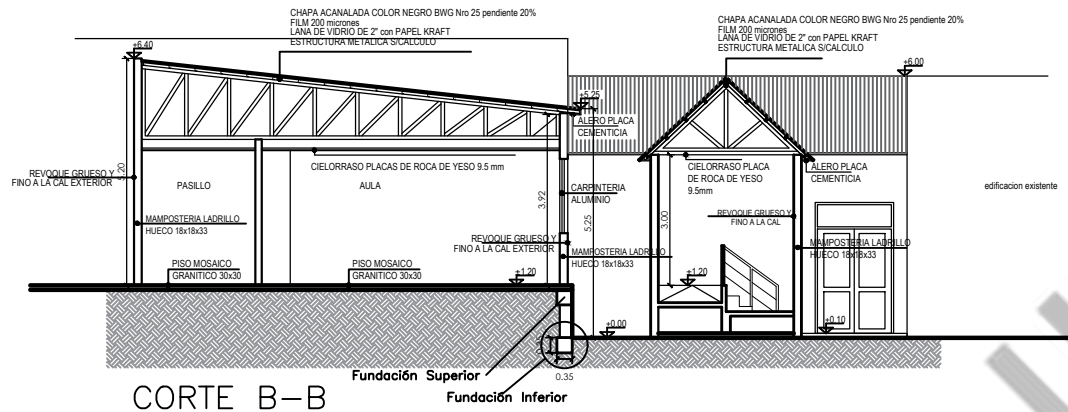 CHAPA ACANALADA COLOR NEGRO BWG Nro 25 pendiente 20%
FILM 200 micrones
LANA DE VIDRIO DE 2" con PAPEL KRAFT
ESTRUCTURA METALICA S/CALCULO
CHAPA ACANALADA COLOR NEGRO BWG Nro 25 pendiente 20%
FILM 200 micrones
LANA DE VIDRIO DE 2" con PAPEL KRAFT
ESTRUCTURA METALICA S/CALCULO
+6.40
+6.00
+5.25
ALERO PLACA
CEMENTICIA
CIELORRASO PLACAS DE ROCA DE YESO 9.5 mm
CIELORRASO PLACA
DE ROCA DE YESO
9.5mm
ALERO PLACA
CEMENTICIA
REVOQUE GRUESO Y
FINO A LA CAL EXTERIOR
PASILLO
AULA
CARPINTERIA
ALUMINIO
edificacion existente
3.92
5.25
3.00
MAMPOSTERIA LADRILLO
HUECO 18x18x33
REVOQUE GRUESO Y
FINO A LA CAL
REVOQUE GRUESO Y
FINO A LA CAL EXTERIOR
MAMPOSTERIA LADRILLO
HUECO 18x18x33
MAMPOSTERIA LADRILLO
HUECO 18x18x33
PISO MOSAICO
GRANITICO 30x30
PISO MOSAICO
GRANITICO 30x30
+1.20
+1.20
+0.00
+0.10
Fundación Superior
0.35
Fundación Inferior
CORTE B-B